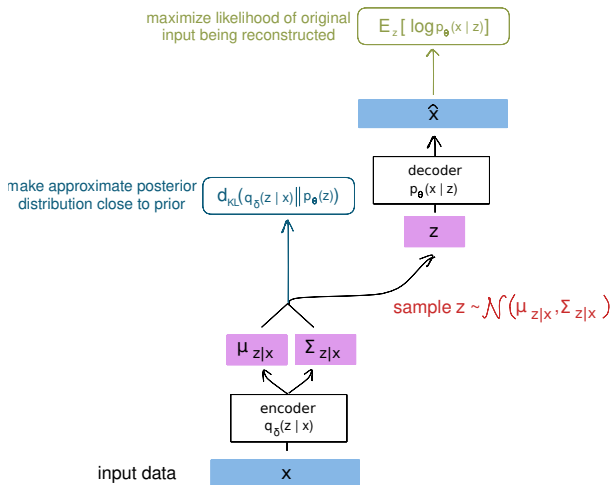 maximize likelihood of original
input being reconstructed
E_z[log p_θ(x | z)]
x̂
decoder
p_θ(x | z)
make approximate posterior
distribution close to prior
d_KL(q_δ(z | x)||p_θ(z))
z
sample z ~ 𝒩(μ_z|x, Σ_z|x)
μ_z|x
Σ_z|x
encoder
q_δ(z | x)
input data
x